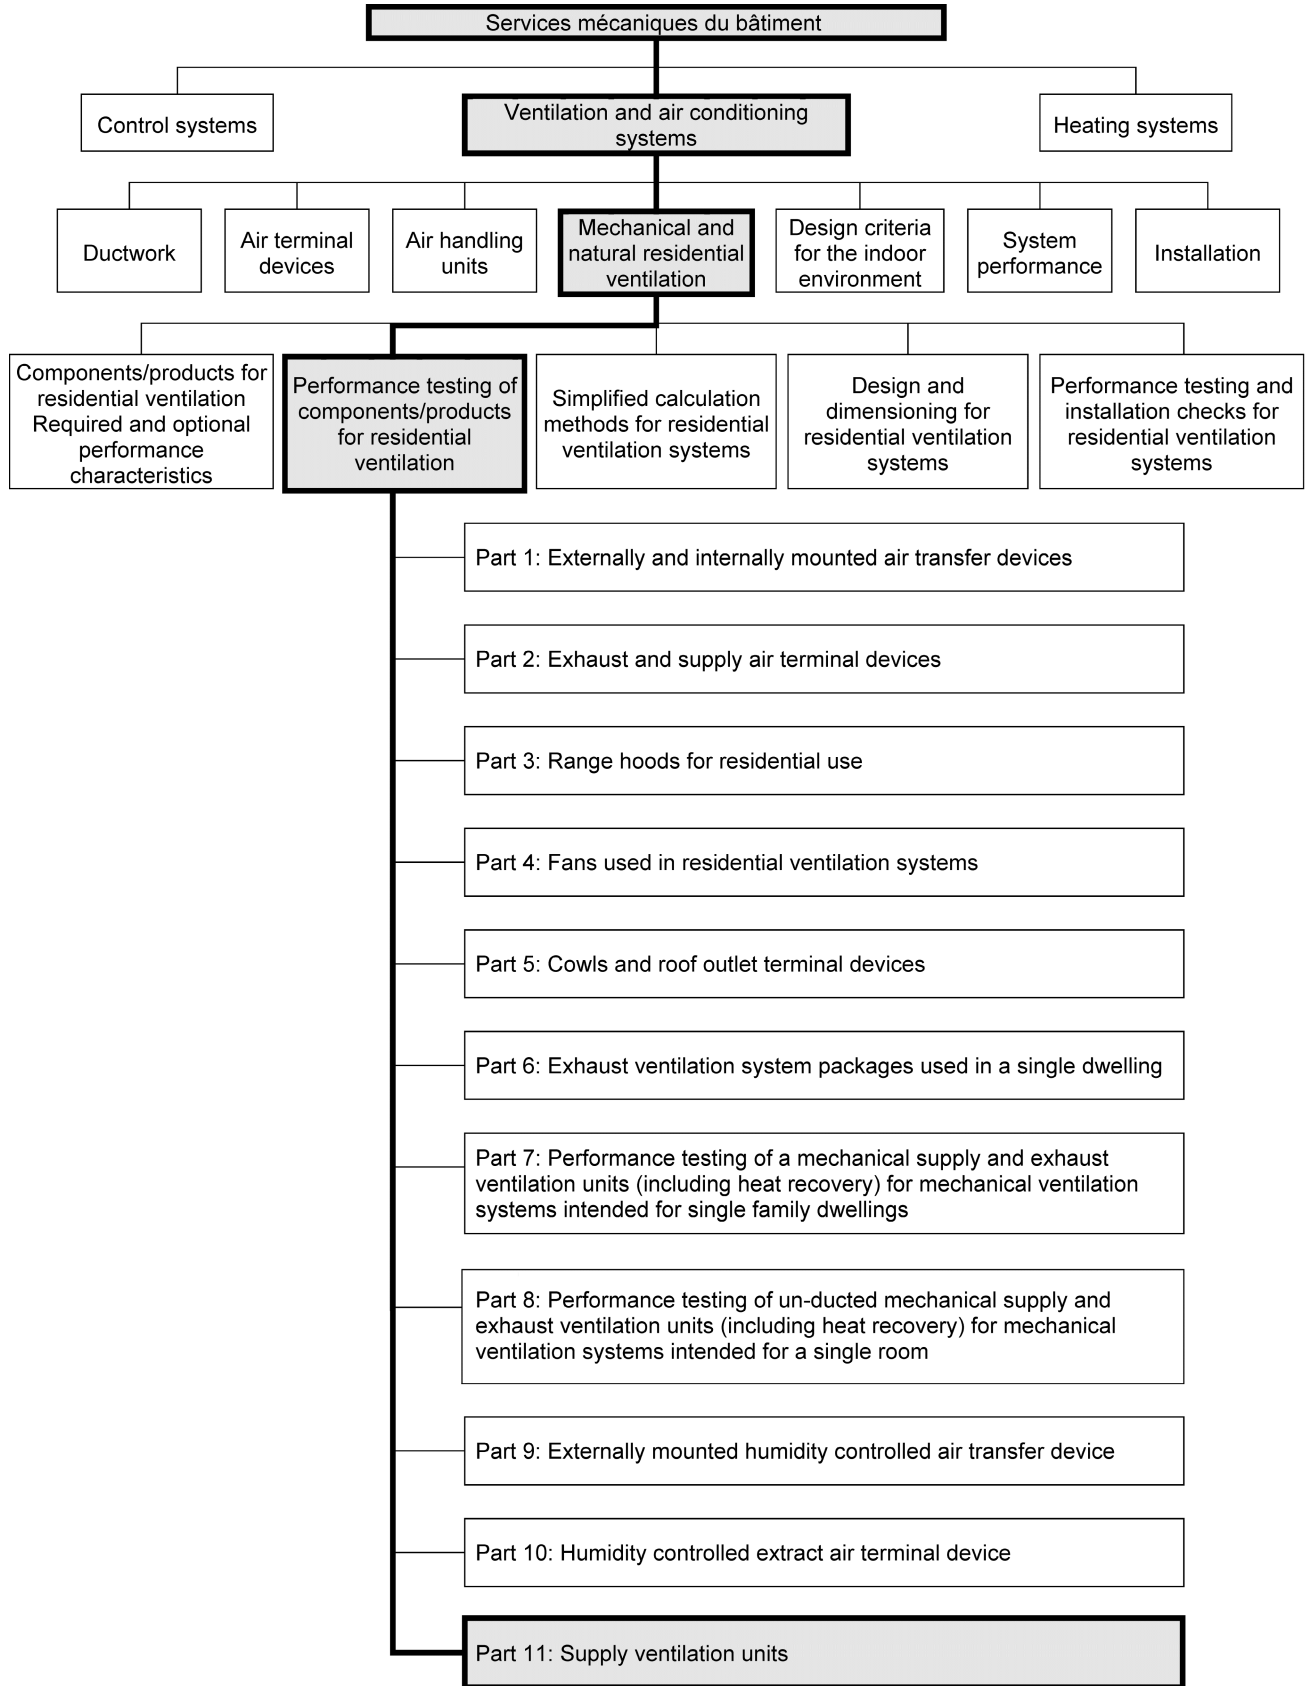 Services mécaniques du bâtiment
Control systems
Ventilation and air conditioning
systems
Heating systems
Ductwork
Air terminal
devices
Air handling
units
Mechanical and
natural residential
ventilation
Design criteria
for the indoor
environment
System
performance
Installation
Components/products for
residential ventilation
Required and optional
performance
characteristics
Performance testing of
components/products
for residential
ventilation
Simplified calculation
methods for residential
ventilation systems
Design and
dimensioning for
residential ventilation
systems
Performance testing and
installation checks for
residential ventilation
systems
Part 1: Externally and internally mounted air transfer devices
Part 2: Exhaust and supply air terminal devices
Part 3: Range hoods for residential use
Part 4: Fans used in residential ventilation systems
Part 5: Cowls and roof outlet terminal devices
Part 6: Exhaust ventilation system packages used in a single dwelling
Part 7: Performance testing of a mechanical supply and exhaust
ventilation units (including heat recovery) for mechanical ventilation
systems intended for single family dwellings
Part 8: Performance testing of un-ducted mechanical supply and
exhaust ventilation units (including heat recovery) for mechanical
ventilation systems intended for a single room
Part 9: Externally mounted humidity controlled air transfer device
Part 10: Humidity controlled extract air terminal device
Part 11: Supply ventilation units